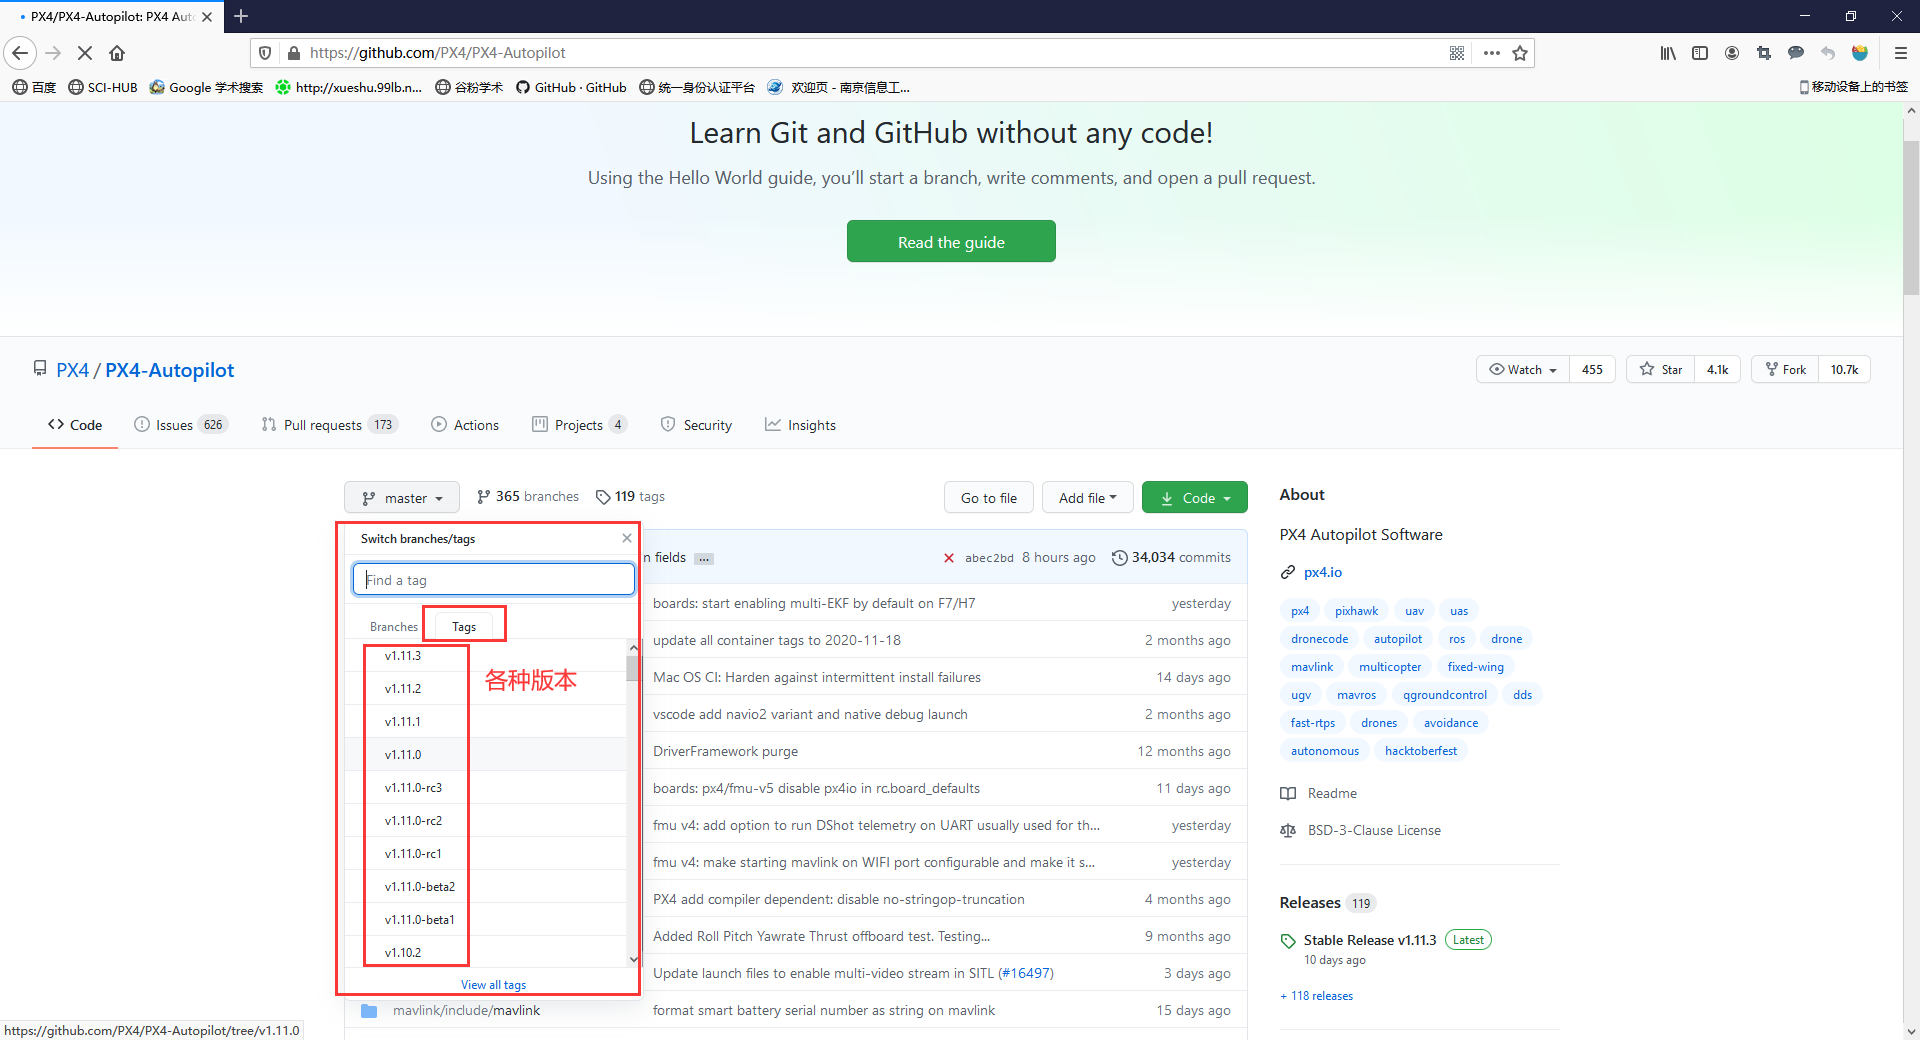 PX4/PX4-Autopilot: PX4 Aut
https://github.com/PX4/PX4-Autopilot
百度
SCI-HUB
Google 学术搜索
http://xueshu.99lb.n...
谷粉学术
GitHub · GitHub
统一身份认证平台
欢迎页 - 南京信息工...
移动设备上的书签
Learn Git and GitHub without any code!
Using the Hello World guide, you’ll start a branch, write comments, and open a pull request.
Read the guide
PX4 / PX4-Autopilot
Watch 455
Star 4.1k
Fork 10.7k
Code
Issues 626
Pull requests 173
Actions
Projects 4
Security
Insights
master
365 branches
119 tags
Go to file
Add file
Code
Switch branches/tags
Find a tag
Branches
Tags
v1.11.3
v1.11.2
v1.11.1
v1.11.0
v1.11.0-rc3
v1.11.0-rc2
v1.11.0-rc1
v1.11.0-beta2
v1.11.0-beta1
v1.10.2
View all tags
各种版本
n fields ...
abec2bd 8 hours ago
34,034 commits
boards: start enabling multi-EKF by default on F7/H7 yesterday
update all container tags to 2020-11-18 2 months ago
Mac OS CI: Harden against intermittent install failures 14 days ago
vscode add navio2 variant and native debug launch 2 months ago
DriverFramework purge 12 months ago
boards: px4/fmu-v5 disable px4io in rc.board_defaults 11 days ago
fmu v4: add option to run DShot telemetry on UART usually used for th... yesterday
fmu v4: make starting mavlink on WIFI port configurable and make it s... yesterday
PX4 add compiler dependent: disable no-stringop-truncation 4 months ago
Added Roll Pitch Yawrate Thrust offboard test. Testing... 9 months ago
Update launch files to enable multi-video stream in SITL (#16497) 3 days ago
mavlink/include/mavlink format smart battery serial number as string on mavlink 15 days ago
About
PX4 Autopilot Software
px4.io
px4 pixhawk uav uas
dronecode autopilot ros drone
mavlink multicopter fixed-wing
ugv mavros qgroundcontrol dds
fast-rtps drones avoidance
autonomous hacktoberfest
Readme
BSD-3-Clause License
Releases 119
Stable Release v1.11.3 Latest
10 days ago
+ 118 releases
https://github.com/PX4/PX4-Autopilot/tree/v1.11.0